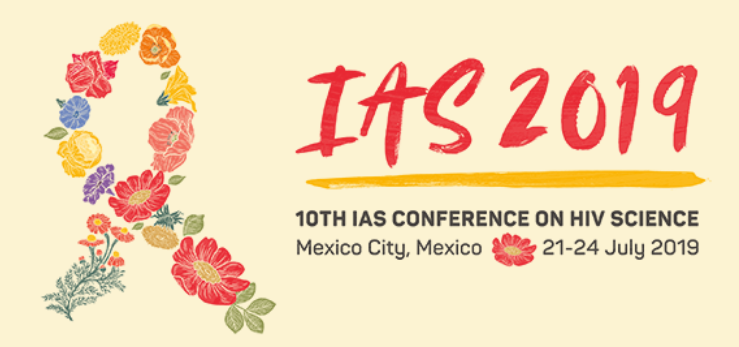 IAS 2019
10TH IAS CONFERENCE ON HIV SCIENCE
Mexico City, Mexico 21-24 July 2019